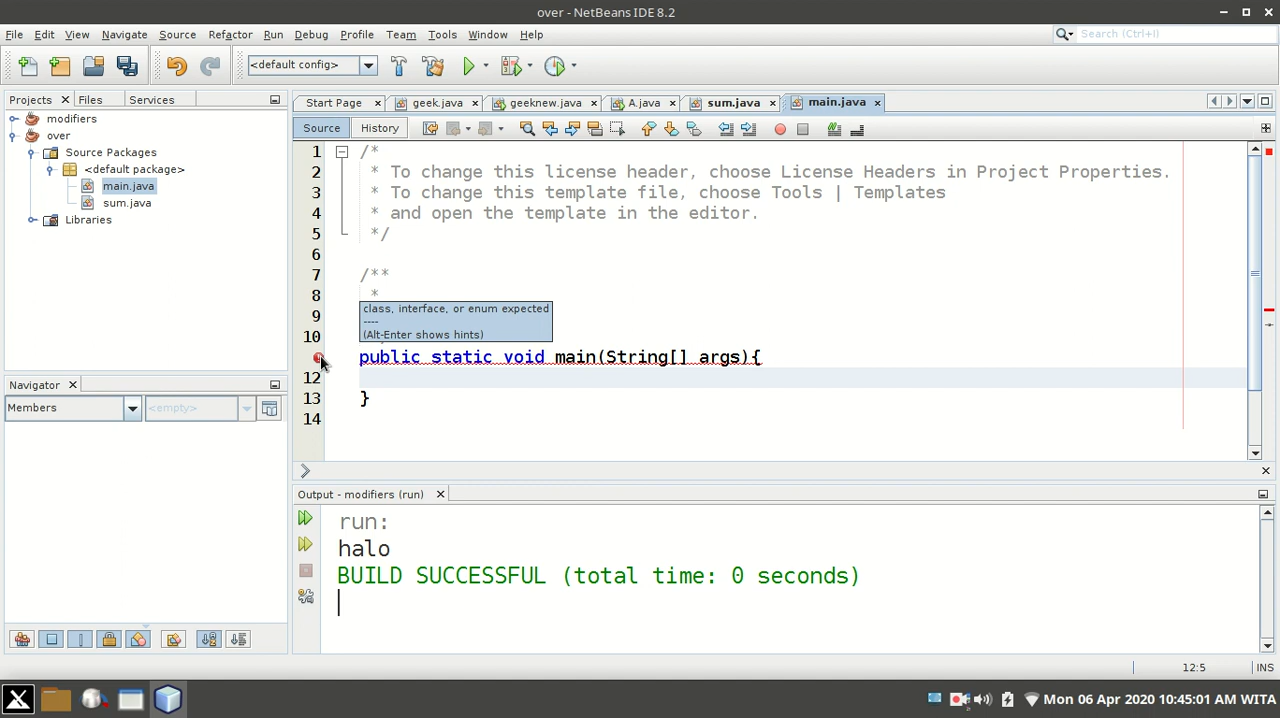 over - NetBeans IDE 8.2
File Edit View Navigate Source Refactor Run Debug Profile Team Tools Window Help
Search (Ctrl+I)
<default config>
Projects Files Services
Start Page geek.java geeknew.java A.java sum.java main.java
Source History
modifiers
over
Source Packages
<default package>
main.java
sum.java
Libraries
1 /*
2 * To change this license header, choose License Headers in Project Properties.
3 * To change this template file, choose Tools | Templates
4 * and open the template in the editor.
5 */
6
7 /**
8 *
9
10
class, interface, or enum expected
----
(Alt-Enter shows hints)
public static void main(String[] args){
12
13 }
14
Navigator
Members
<empty>
Output - modifiers (run)
run:
halo
BUILD SUCCESSFUL (total time: 0 seconds)
12:5 INS
Mon 06 Apr 2020 10:45:01 AM WITA